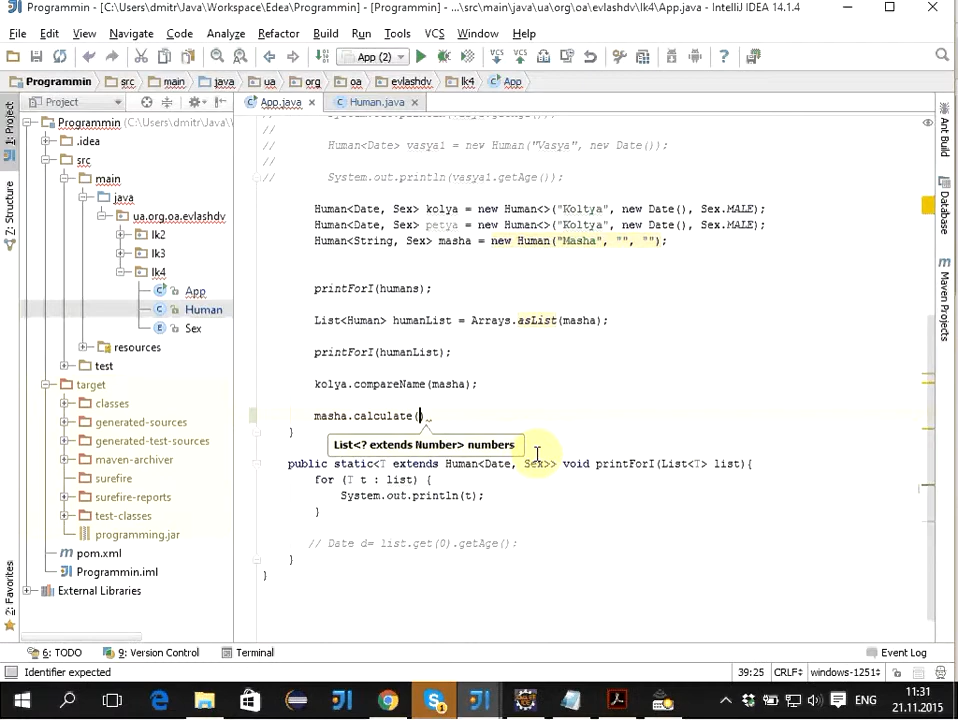 Programmin - [C:\Users\dmitr\Java\Workspace\Edea\Programmin] - [Programmin] - ...\src\main\java\ua\org\oa\evlashdv\lk4\App.java - IntelliJ IDEA 14.1.4
File Edit View Navigate Code Analyze Refactor Build Run Tools VCS Window Help
App (2)
Programmin src main java ua org oa evlashdv lk4 App
Project
App.java Human.java
1: Project
7: Structure
2: Favorites
Programmin (C:\Users\dmitr\Java\W
.idea
src
main
java
ua.org.oa.evlashdv
lk2
lk3
lk4
App
Human
Sex
resources
test
target
classes
generated-sources
generated-test-sources
maven-archiver
surefire
surefire-reports
test-classes
programming.jar
pom.xml
Programmin.iml
External Libraries
// System.out.println(vasya.getAge());
//
// Human<Date> vasya1 = new Human("Vasya", new Date());
//
// System.out.println(vasya1.getAge());
Human<Date, Sex> kolya = new Human<>("Koltya", new Date(), Sex.MALE);
Human<Date, Sex> petya = new Human<>("Koltya", new Date(), Sex.MALE);
Human<String, Sex> masha = new Human("Masha", "", "");
printForI(humans);
List<Human> humanList = Arrays.asList(masha);
printForI(humanList);
kolya.compareName(masha);
masha.calculate()
}
List<? extends Number> numbers
public static<T extends Human<Date, Sex>> void printForI(List<T> list){
for (T t : list) {
System.out.println(t);
}
// Date d= list.get(0).getAge();
}
}
Ant Build
Database
Maven Projects
6: TODO 9: Version Control Terminal Event Log
Identifier expected 39:25 CRLF windows-1251
ENG 11:31
21.11.2015